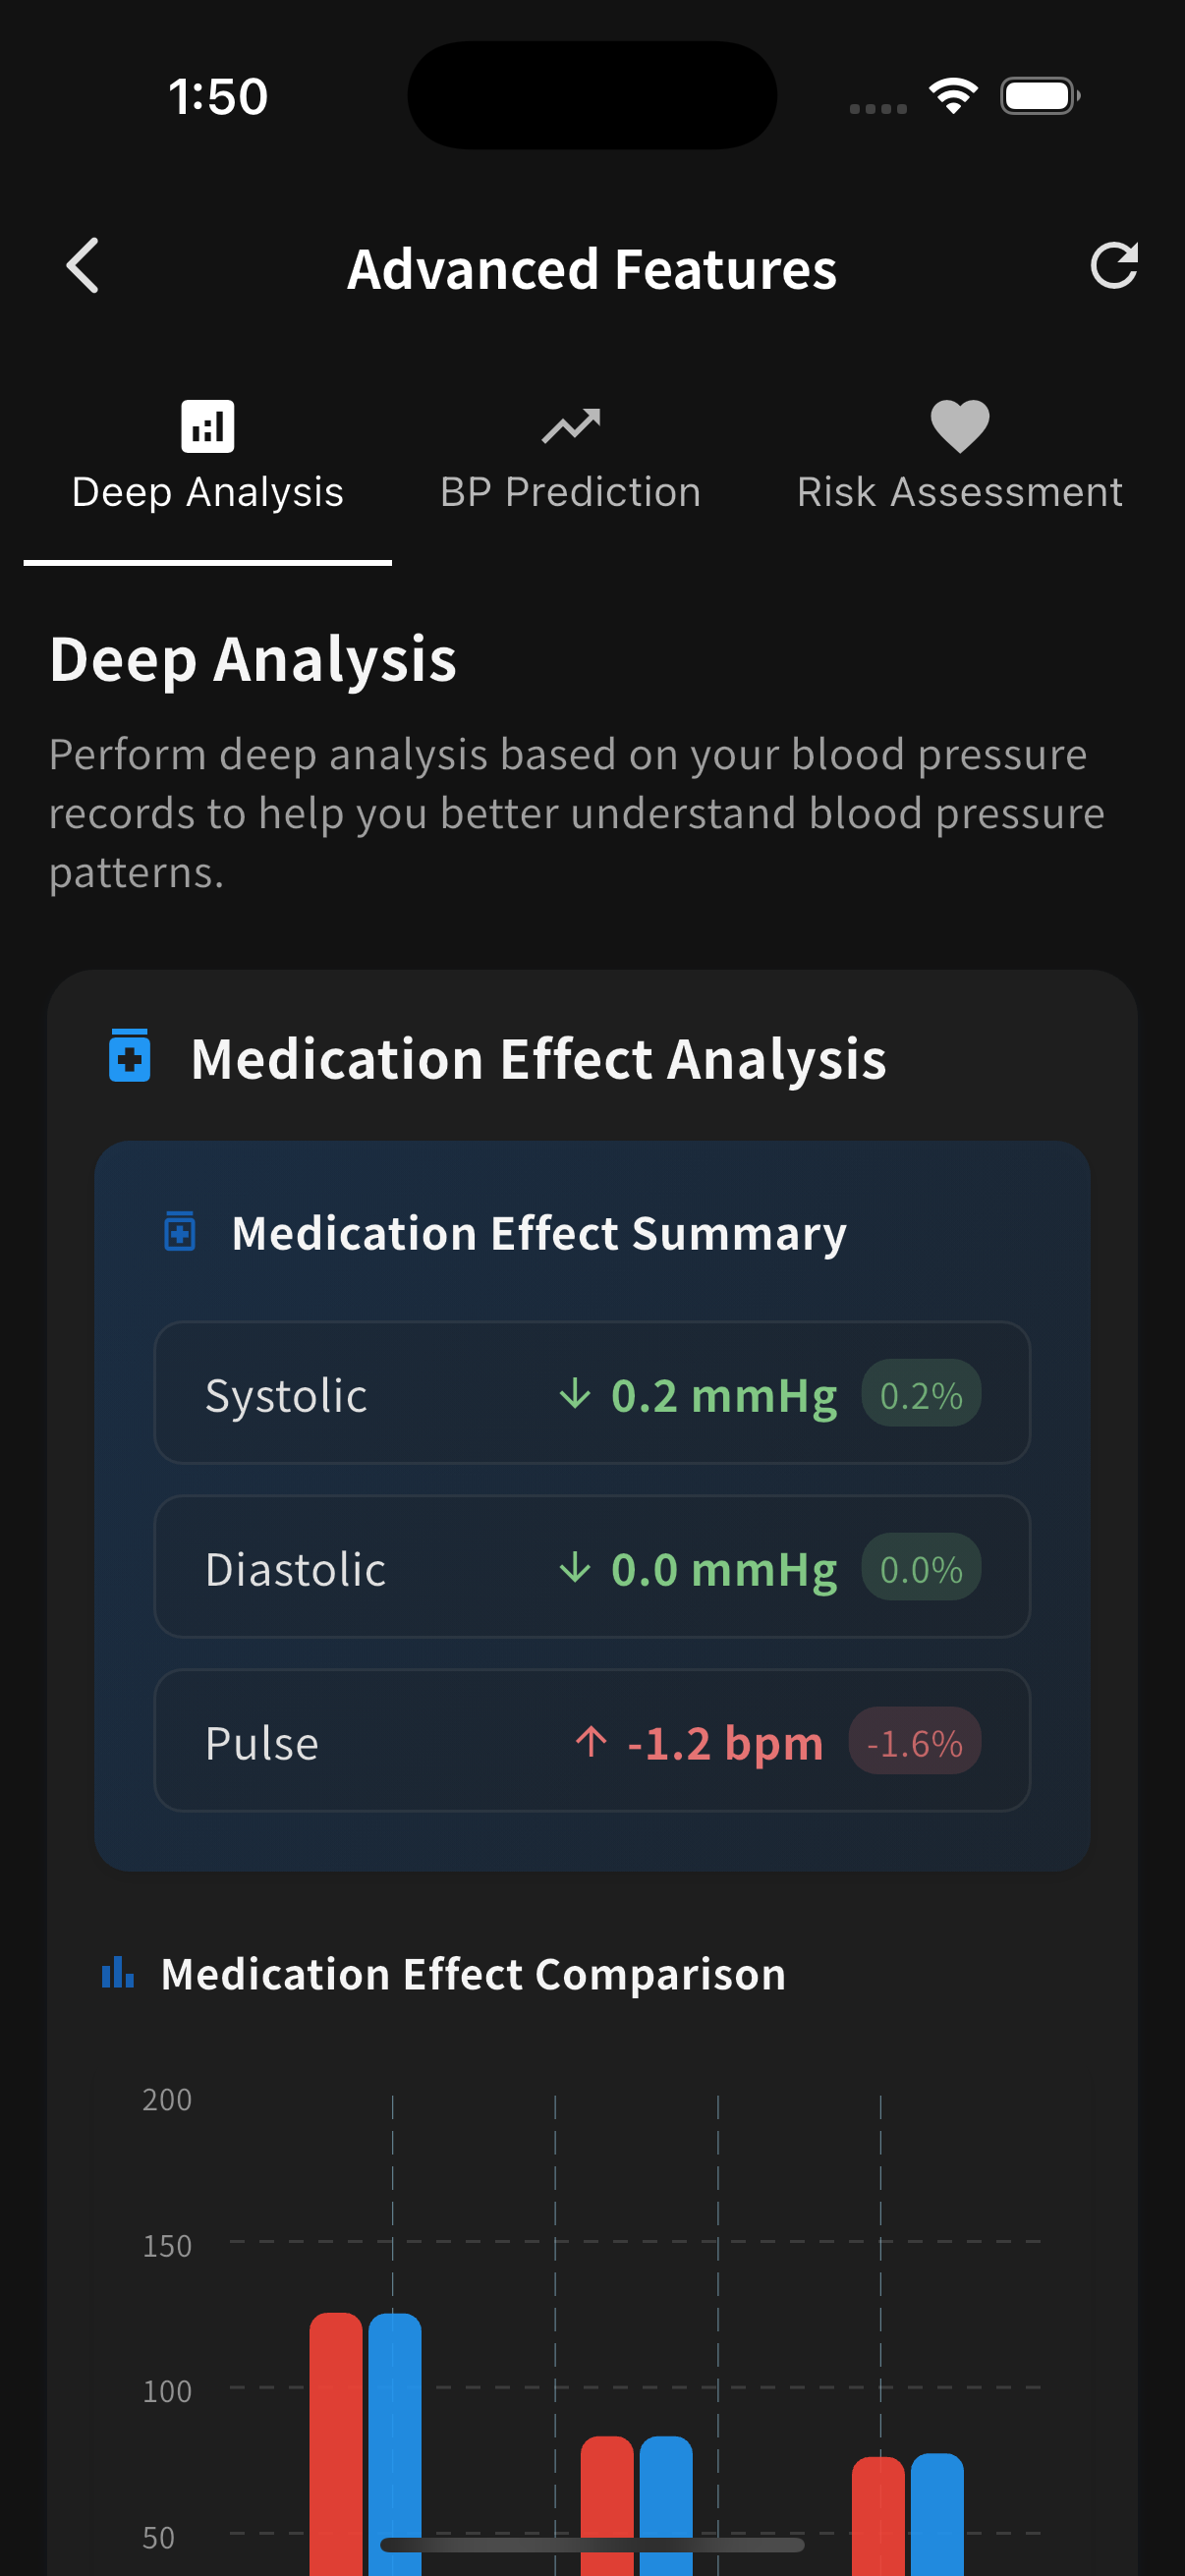 1:50
Advanced Features
Deep Analysis
BP Prediction
Risk Assessment
Deep Analysis
Perform deep analysis based on your blood pressure
records to help you better understand blood pressure
patterns.
Medication Effect Analysis
Medication Effect Summary
Systolic
0.2 mmHg
0.2%
Diastolic
0.0 mmHg
0.0%
Pulse
-1.2 bpm
-1.6%
Medication Effect Comparison
200
150
100
50